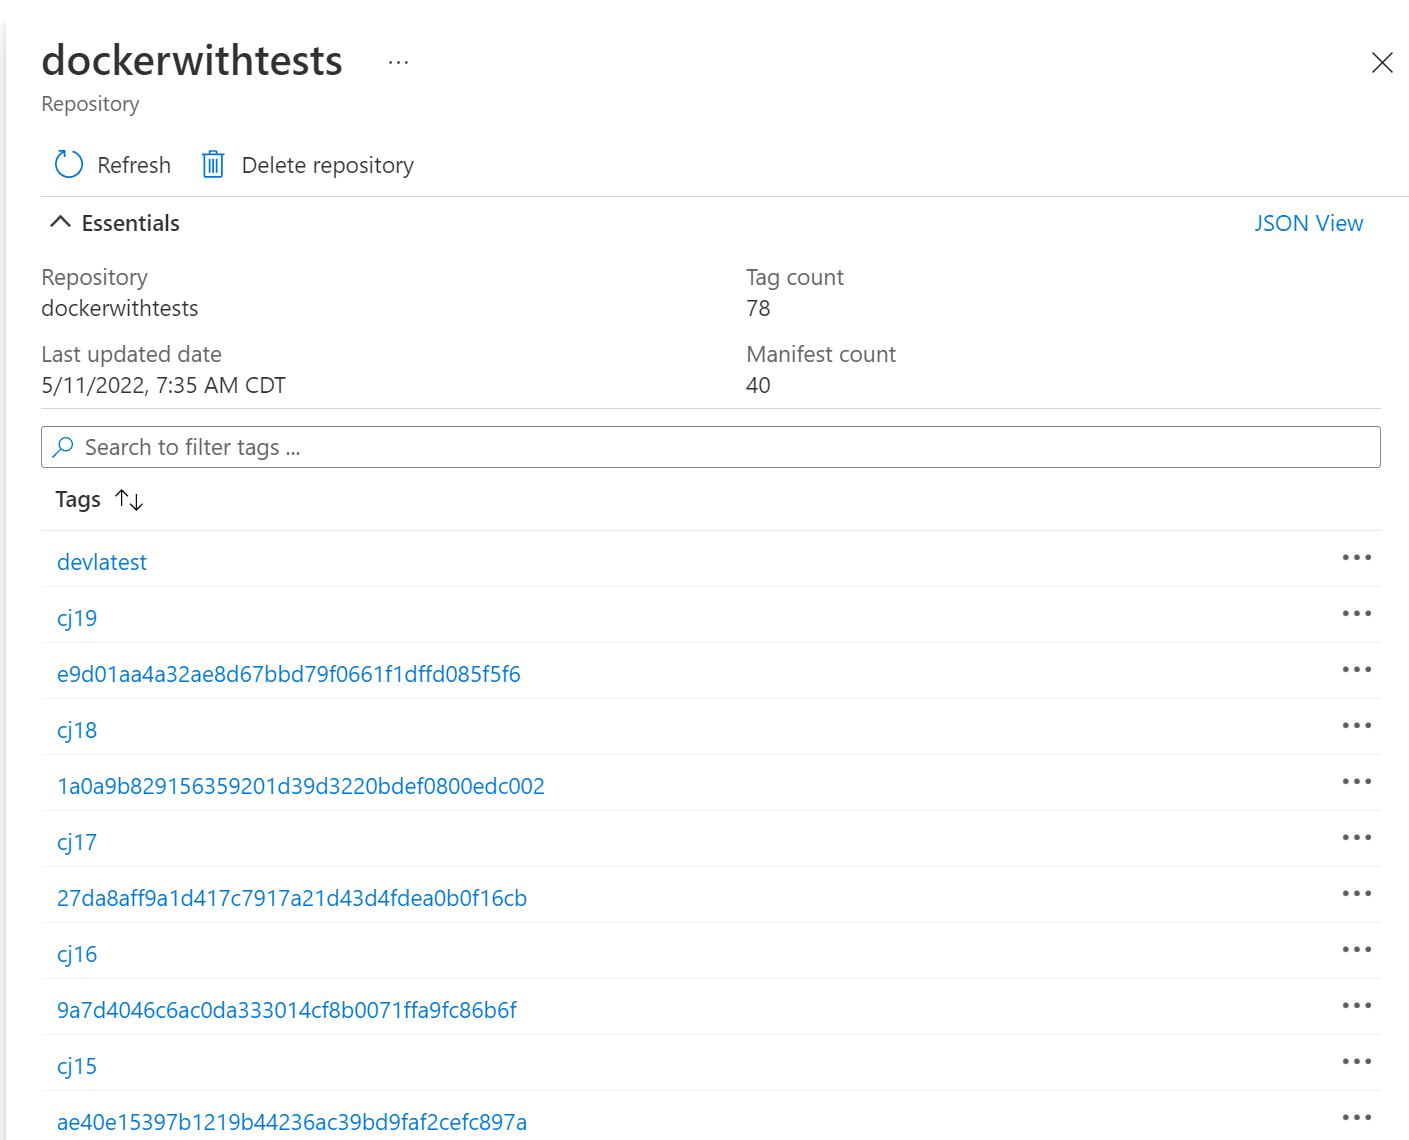 dockerwithtests ...
Repository
Refresh Delete repository
Essentials JSON View
Repository Tag count
dockerwithtests 78
Last updated date Manifest count
5/11/2022, 7:35 AM CDT 40
Search to filter tags ...
Tags
devlatest
cj19
e9d01aa4a32ae8d67bbd79f0661f1dffd085f5f6
cj18
1a0a9b829156359201d39d3220bdef0800edc002
cj17
27da8aff9a1d417c7917a21d43d4fdea0b0f16cb
cj16
9a7d4046c6ac0da333014cf8b0071ffa9fc86b6f
cj15
ae40e15397b1219b44236ac39bd9faf2cefc897a